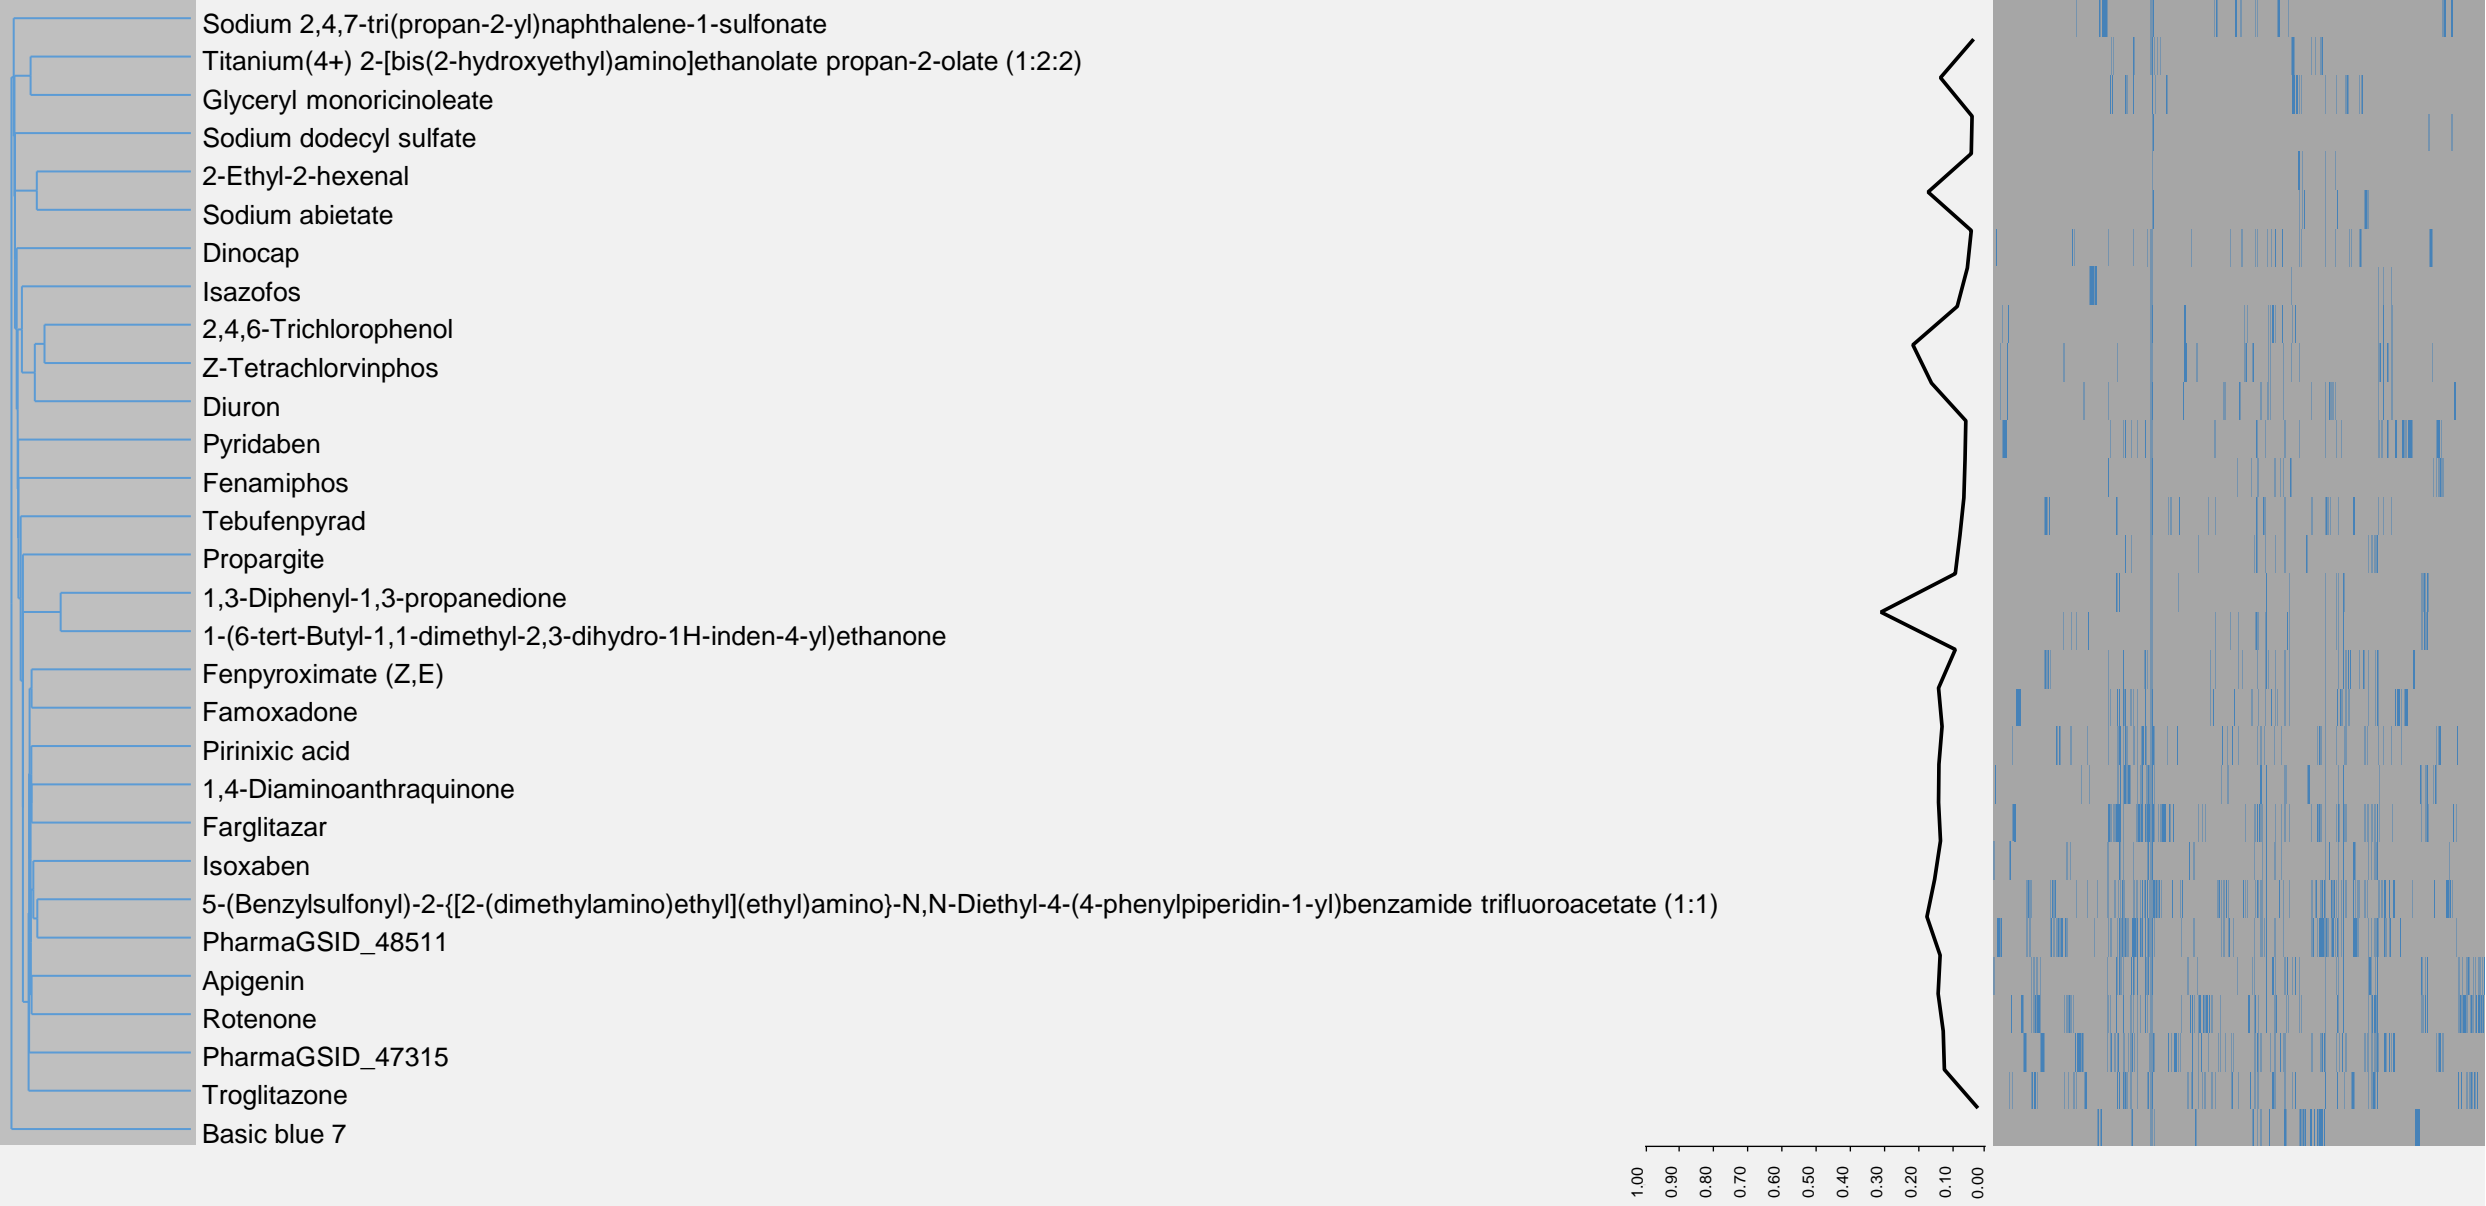 Sodium 2,4,7-tri(propan-2-yl)naphthalene-1-sulfonate
Titanium(4+) 2-[bis(2-hydroxyethyl)amino]ethanolate propan-2-olate (1:2:2)
Glyceryl monoricinoleate
Sodium dodecyl sulfate
2-Ethyl-2-hexenal
Sodium abietate
Dinocap
Isazofos
2,4,6-Trichlorophenol
Z-Tetrachlorvinphos
Diuron
Pyridaben
Fenamiphos
Tebufenpyrad
Propargite
1,3-Diphenyl-1,3-propanedione
1-(6-tert-Butyl-1,1-dimethyl-2,3-dihydro-1H-inden-4-yl)ethanone
Fenpyroximate (Z,E)
Famoxadone
Pirinixic acid
1,4-Diaminoanthraquinone
Farglitazar
Isoxaben
5-(Benzylsulfonyl)-2-{[2-(dimethylamino)ethyl](ethyl)amino}-N,N-Diethyl-4-(4-phenylpiperidin-1-yl)benzamide trifluoroacetate (1:1)
PharmaGSID_48511
Apigenin
Rotenone
PharmaGSID_47315
Troglitazone
Basic blue 7
1.00
0.90
0.80
0.70
0.60
0.50
0.40
0.30
0.20
0.10
0.00